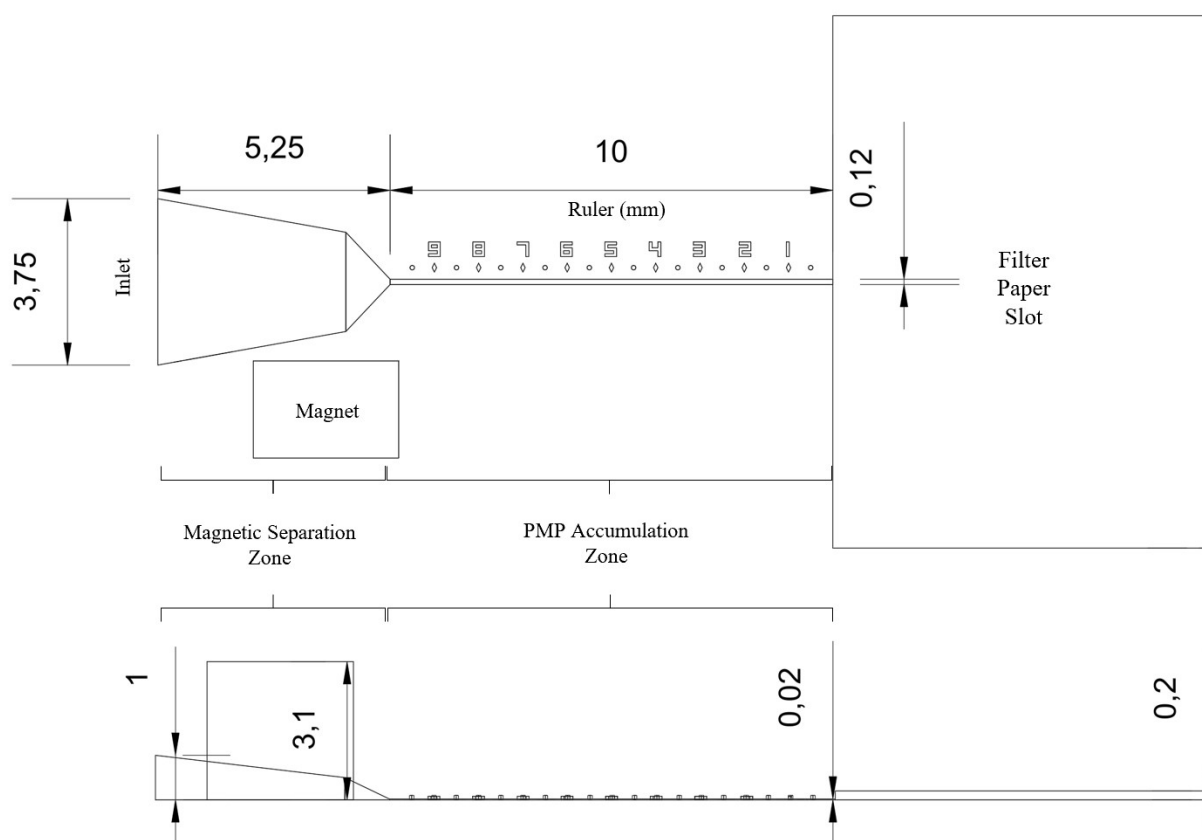 5,25
10
0,12
Ruler (mm)
9 8 7 6 5 4 3 2 1
3,75
Inlet
Filter
Paper
Slot
Magnet
Magnetic Separation
Zone
PMP Accumulation
Zone
1
3,1
0,02
0,2